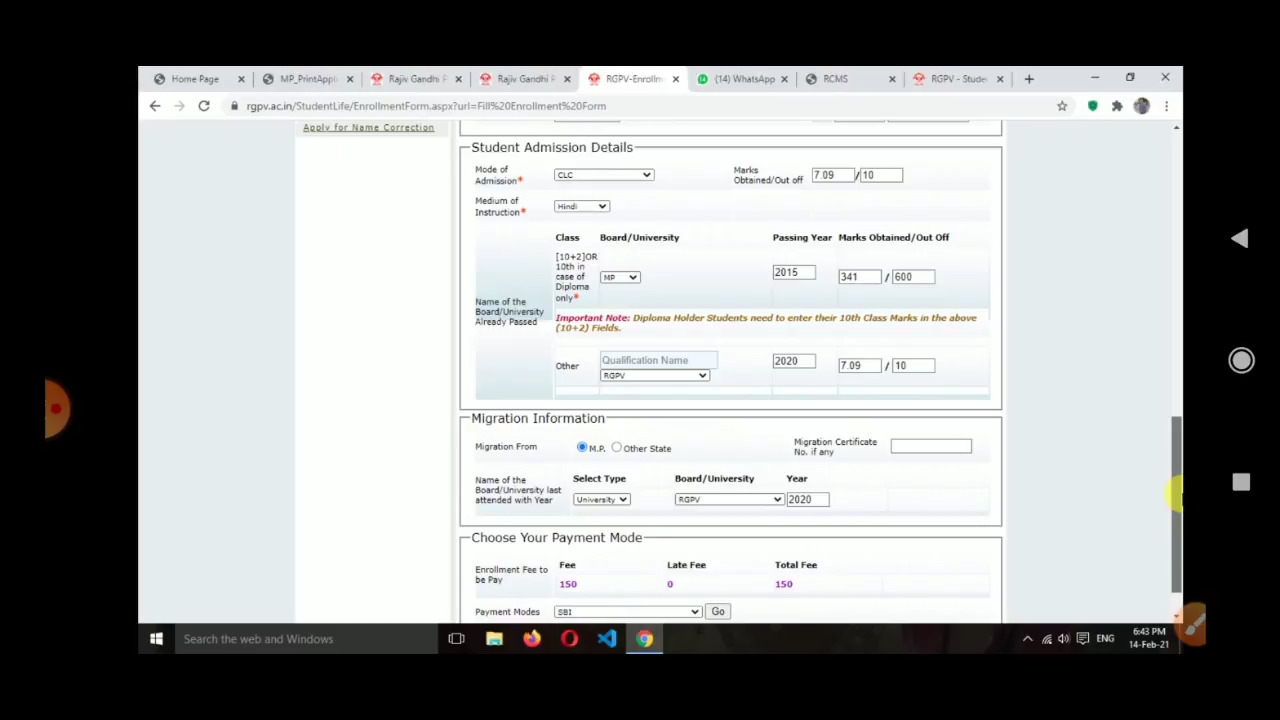 Home Page
MP_PrintAppli
Rajiv Gandhi P
Rajiv Gandhi P
RGPV-Enrollm
(14) WhatsApp
RCMS
RGPV - Stude
rgpv.ac.in/StudentLife/EnrollmentForm.aspx?url=Fill%20Enrollment%20Form
Apply for Name Correction
Student Admission Details
Mode of Admission* CLC
Marks Obtained/Out off 7.09 / 10
Medium of Instruction* Hindi
Class Board/University Passing Year Marks Obtained/Out Off
[10+2]OR
10th in
case of
Diploma
only*
MP 2015 341 / 600
Name of the
Board/University
Already Passed
Important Note: Diploma Holder Students need to enter their 10th Class Marks in the above
(10+2) Fields.
Other Qualification Name 2020 7.09 / 10
RGPV
Migration Information
Migration From M.P. Other State
Migration Certificate
No. if any
Select Type Board/University Year
Name of the
Board/University last
attended with Year
University RGPV 2020
Choose Your Payment Mode
Fee Late Fee Total Fee
Enrollment Fee to
be Pay
150 0 150
Payment Modes SBI Go
Search the web and Windows
ENG
6:43 PM
14-Feb-21